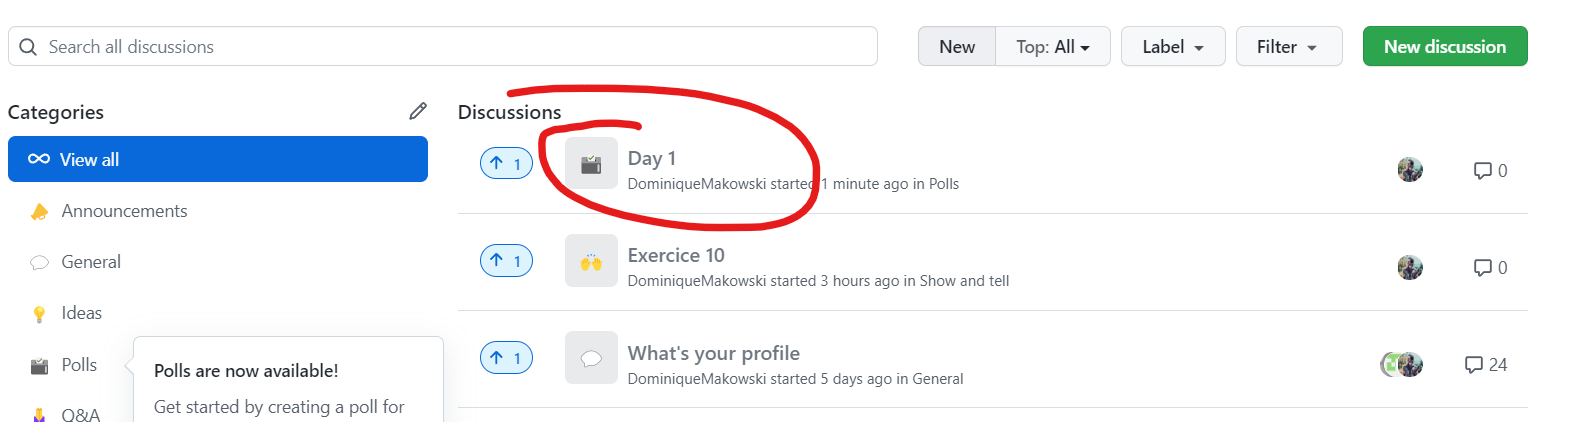 Search all discussions
New
Top: All
Label
Filter
New discussion
Categories
View all
Announcements
General
Ideas
Polls
Q&A
Polls are now available!
Get started by creating a poll for
Discussions
1
Day 1
DominiqueMakowski started 1 minute ago in Polls
0
1
Exercice 10
DominiqueMakowski started 3 hours ago in Show and tell
0
1
What's your profile
DominiqueMakowski started 5 days ago in General
24